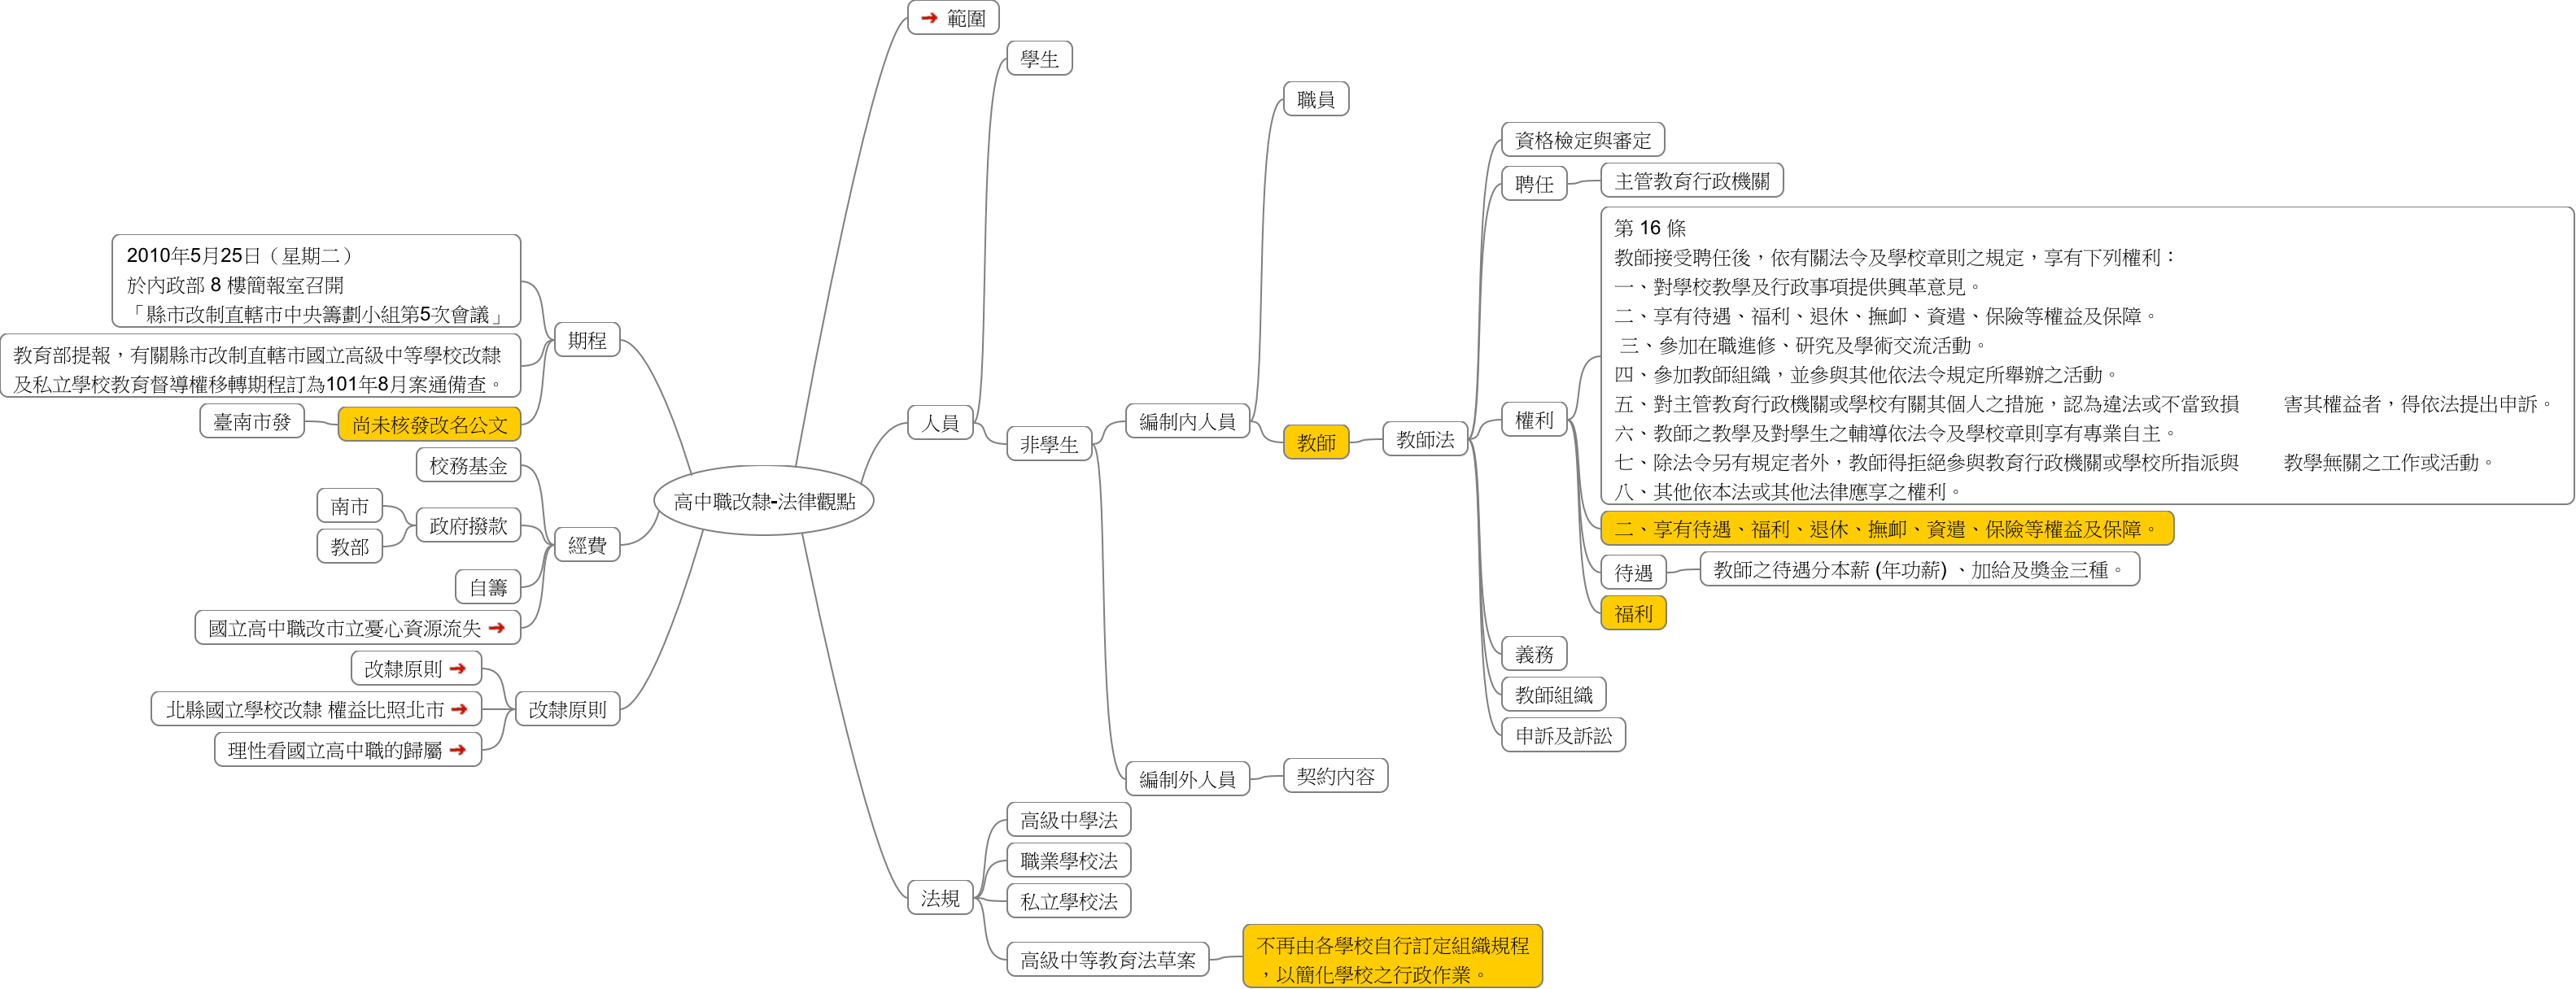 高中職改隸-法律觀點
範圍
人員
學生
非學生
編制內人員
職員
教師
教師法
資格檢定與審定
聘任
主管教育行政機關
權利
第 16 條
教師接受聘任後，依有關法令及學校章則之規定，享有下列權利：
一、對學校教學及行政事項提供興革意見。
二、享有待遇、福利、退休、撫卹、資遣、保險等權益及保障。
三、參加在職進修、研究及學術交流活動。
四、參加教師組織，並參與其他依法令規定所舉辦之活動。
五、對主管教育行政機關或學校有關其個人之措施，認為違法或不當致損 害其權益者，得依法提出申訴。
六、教師之教學及對學生之輔導依法令及學校章則享有專業自主。
七、除法令另有規定者外，教師得拒絕參與教育行政機關或學校所指派與 教學無關之工作或活動。
八、其他依本法或其他法律應享之權利。
二、享有待遇、福利、退休、撫卹、資遣、保險等權益及保障。
待遇
教師之待遇分本薪 (年功薪) 、加給及獎金三種。
福利
義務
教師組織
申訴及訴訟
編制外人員
契約內容
法規
高級中學法
職業學校法
私立學校法
高級中等教育法草案
不再由各學校自行訂定組織規程
，以簡化學校之行政作業。
期程
2010年5月25日（星期二）
於內政部 8 樓簡報室召開
「縣市改制直轄市中央籌劃小組第5次會議」
教育部提報，有關縣市改制直轄市國立高級中等學校改隸
及私立學校教育督導權移轉期程訂為101年8月案通備查。
尚未核發改名公文
臺南市發
經費
校務基金
政府撥款
南市
教部
自籌
國立高中職改市立憂心資源流失
改隸原則
改隸原則
北縣國立學校改隸 權益比照北市
理性看國立高中職的歸屬